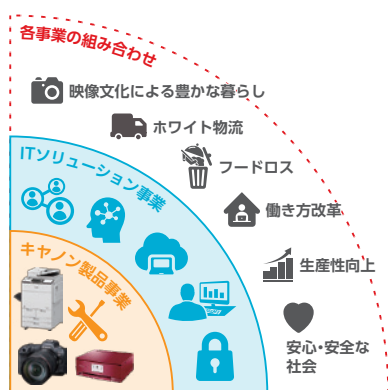 各事業の組み合わせ
映像文化による豊かな暮らし
ホワイト物流
フードロス
働き方改革
生産性向上
安心・安全な
社会
ITソリューション事業
キヤノン製品事業